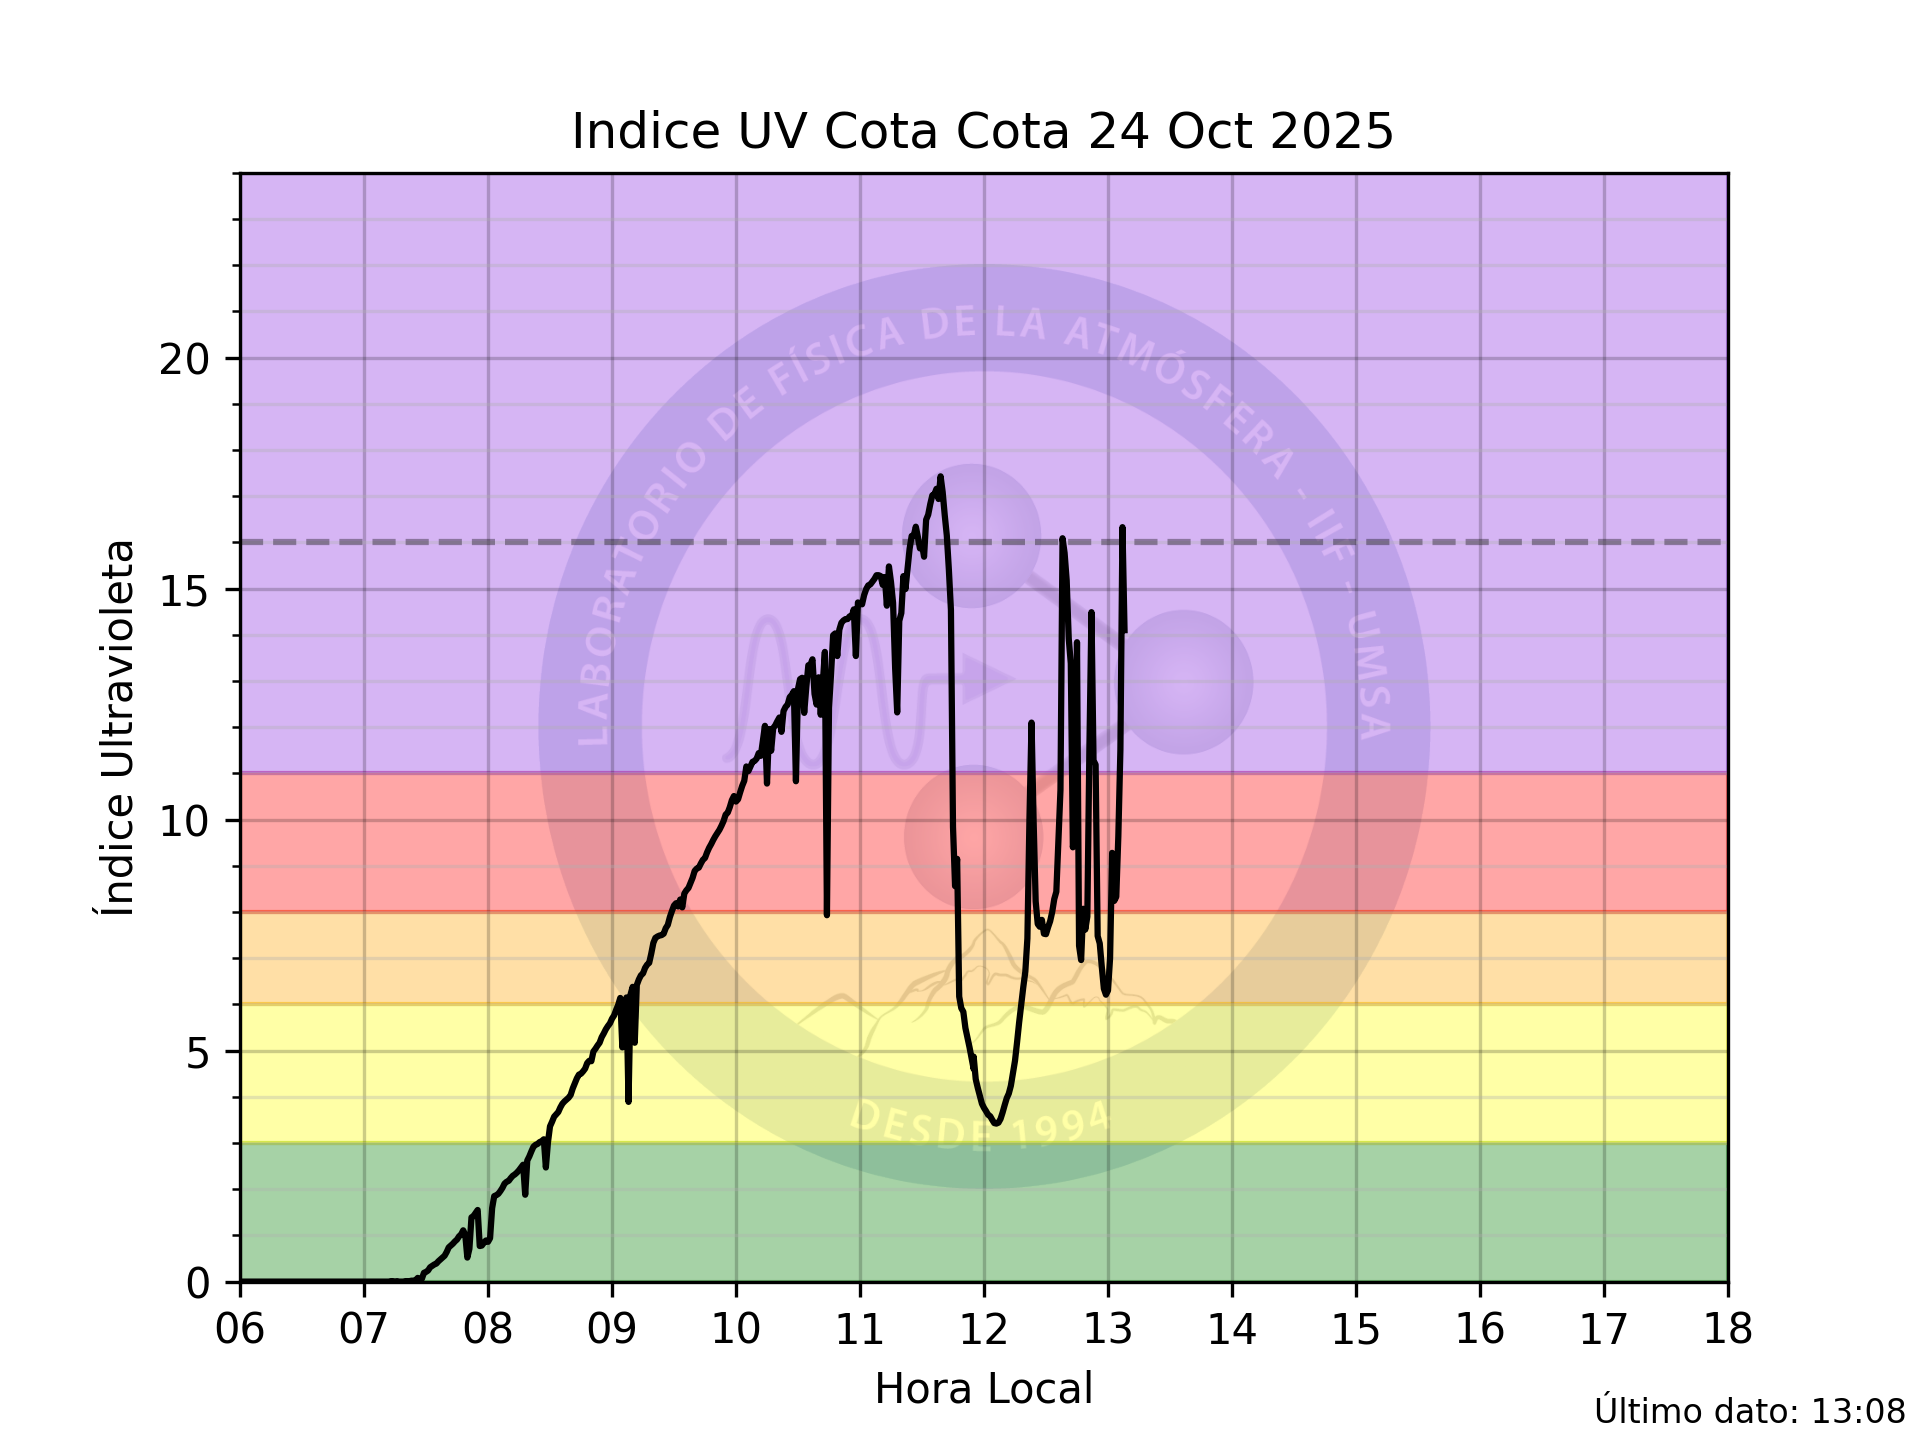 Indice UV Cota Cota 24 Oct 2025
LABORATORIO DE FÍSICA DE LA ATMÓSFERA - IIF - UMSA
DESDE 1994
Índice Ultravioleta
20
15
10
5
0
06 07 08 09 10 11 12 13 14 15 16 17 18
Hora Local
Último dato: 13:08